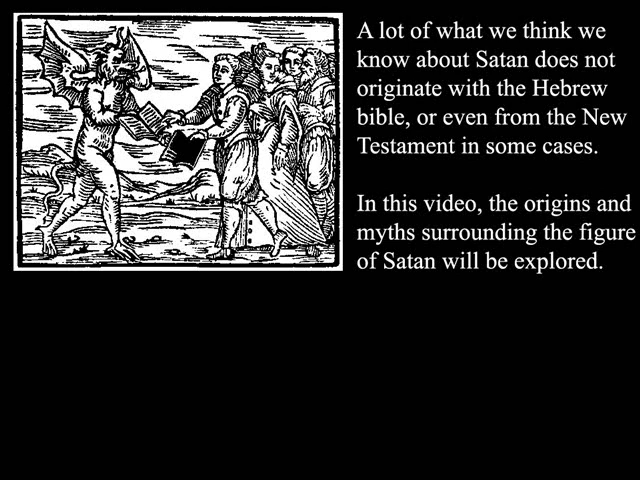 A lot of what we think we
know about Satan does not
originate with the Hebrew
bible, or even from the New
Testament in some cases.
In this video, the origins and
myths surrounding the figure
of Satan will be explored.